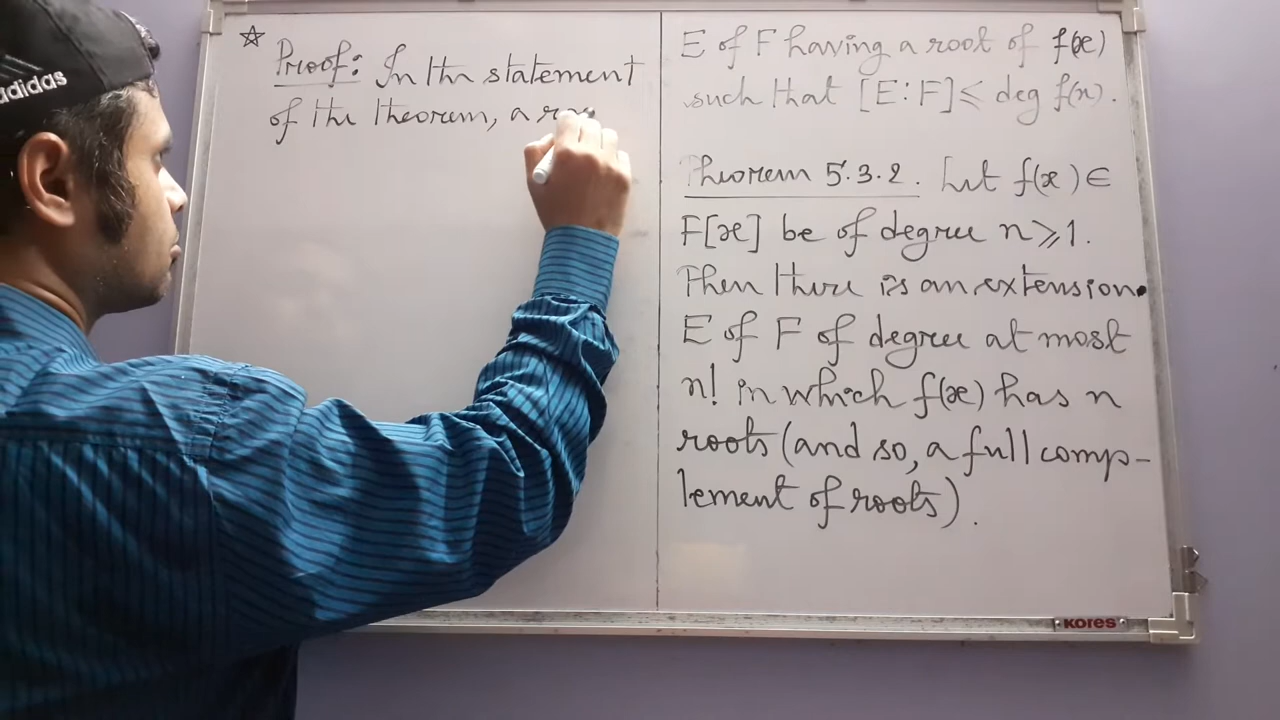 adidas
☆ Proof: In the statement
of the theorem, a
E of F having a root of f(x)
such that [E:F]≤ deg f(x).
Theorem 5.3.2. Let f(x) ∈
F[x] be of degree n≥1.
Then there is an extension
E of F of degree at most
n! in which f(x) has n
roots (and so, a full comp-
lement of roots).
KORES